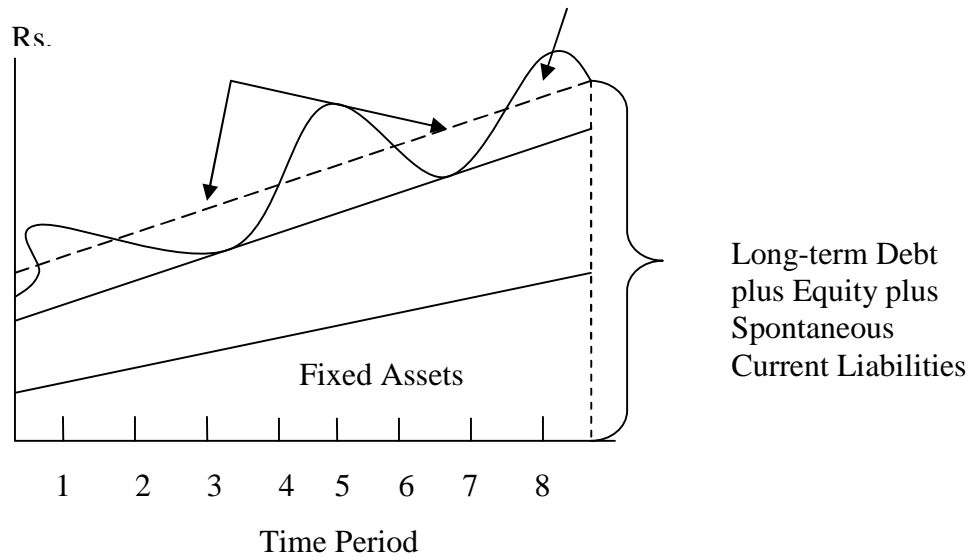 Rs.
Long-term Debt
plus Equity plus
Spontaneous
Current Liabilities
Fixed Assets
1 2 3 4 5 6 7 8
Time Period